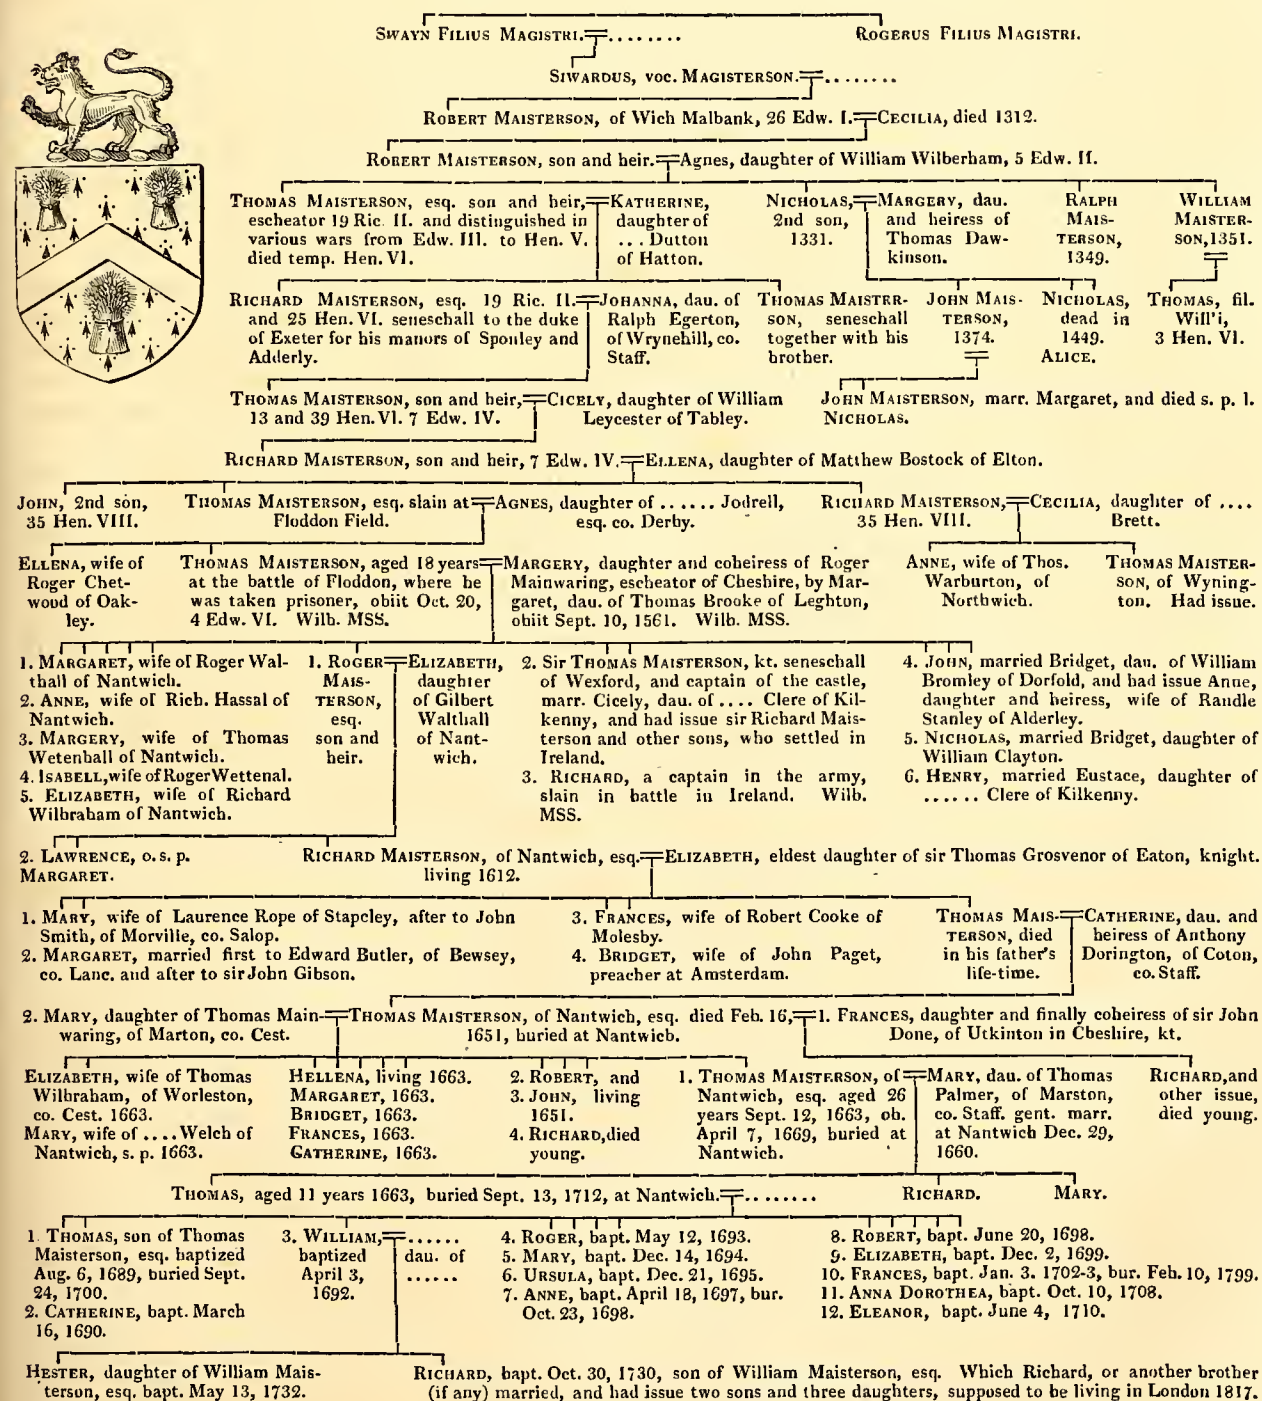 SWAYN FILIUS MAGISTRI.=........ ROGERUS FILIUS MAGISTRI.
SIWARDUS, voc. MAGISTERSON.=........
ROBERT MAISTERSON, of Wich Malbank, 26 Edw. I.=CECILIA, died 1312.
ROBERT MAISTERSON, son and heir.=Agnes, daughter of William Wilberham, 5 Edw. II.
THOMAS MAISTERSON, esq. son and heir,=
escheator 19 Ric. II. and distinguished in
various wars from Edw. III. to Hen. V.
died temp. Hen. VI.
KATHERINE,
daughter of
... Dutton
of Hatton.
NICHOLAS,=
2nd son,
1331.
MARGERY, dau.
and heiress of
Thomas Daw-
kinson.
RALPH
MAIS-
TERSON,
1349.
WILLIAM
MAISTER-
SON, 1351.
RICHARD MAISTERSON, esq. 19 Ric. II.=
and 25 Hen. VI. seneschall to the duke
of Exeter for his manors of Sponley and
Adderly.
JOHANNA, dau. of
Ralph Egerton,
of Wrynehill, co.
Staff.
THOMAS MAISTER-
SON, seneschall
together with his
brother.
JOHN MAIS-
TERSON,
1374.
NICHOLAS,
dead in
1449.
ALICE.
THOMAS, fil.
Will'i,
3 Hen. VI.
THOMAS MAISTERSON, son and heir,=
13 and 39 Hen. VI. 7 Edw. IV.
CICELY, daughter of William
Leycester of Tabley.
JOHN MAISTERSON, marr. Margaret, and died s. p. l.
NICHOLAS.
RICHARD MAISTERSON, son and heir, 7 Edw. IV.=ELLENA, daughter of Matthew Bostock of Elton.
JOHN, 2nd son,
35 Hen. VIII.
THOMAS MAISTERSON, esq. slain at=
Floddon Field.
AGNES, daughter of ...... Jodrell,
esq. co. Derby.
RICHARD MAISTERSON,=
35 Hen. VIII.
CECILIA, daughter of ....
Brett.
ELLENA, wife of
Roger Chet-
wood of Oak-
ley.
THOMAS MAISTERSON, aged 18 years=
at the battle of Floddon, where he
was taken prisoner, obiit Oct. 20,
4 Edw. VI. Wilb. MSS.
MARGERY, daughter and coheiress of Roger
Mainwaring, escheator of Cheshire, by Mar-
garet, dau. of Thomas Brooke of Leghton,
obiit Sept. 10, 1561. Wilb. MSS.
ANNE, wife of Thos.
Warburton, of
Northwich.
THOMAS MAISTER-
SON, of Wyning-
ton. Had issue.
1. MARGARET, wife of Roger Wal-
thall of Nantwich.
2. ANNE, wife of Rich. Hassal of
Nantwich.
3. MARGERY, wife of Thomas
Wetenhall of Nantwich.
4. ISABELL, wife of Roger Wettenal.
5. ELIZABETH, wife of Richard
Wilbraham of Nantwich.
1. ROGER=
MAIS-
TERSON,
esq.
son and
heir.
ELIZABETH,
daughter
of Gilbert
Walthall
of Nant-
wich.
2. Sir THOMAS MAISTERSON, kt. seneschall
of Wexford, and captain of the castle,
marr. Cicely, dau. of .... Clere of Kil-
kenny, and had issue sir Richard Mais-
terson and other sons, who settled in
Ireland.
3. RICHARD, a captain in the army,
slain in battle in Ireland. Wilb.
MSS.
4. JOHN, married Bridget, dau. of William
Bromley of Dorfold, and had issue Anne,
daughter and heiress, wife of Randle
Stanley of Alderley.
5. NICHOLAS, married Bridget, daughter of
William Clayton.
6. HENRY, married Eustace, daughter of
...... Clere of Kilkenny.
2. LAWRENCE, o. s. p.
MARGARET.
RICHARD MAISTERSON, of Nantwich, esq.=
living 1612.
ELIZABETH, eldest daughter of sir Thomas Grosvenor of Eaton, knight.
1. MARY, wife of Laurence Rope of Stapeley, after to John
Smith, of Morville, co. Salop.
2. MARGARET, married first to Edward Butler, of Bewsey,
co. Lanc. and after to sir John Gibson.
3. FRANCES, wife of Robert Cooke of
Molesby.
4. BRIDGET, wife of John Paget,
preacher at Amsterdam.
THOMAS MAIS-=
TERSON, died
in his father's
life-time.
CATHERINE, dau. and
heiress of Anthony
Dorington, of Coton,
co. Staff.
2. MARY, daughter of Thomas Main-=
waring, of Marton, co. Cest.
THOMAS MAISTERSON, of Nantwich, esq. died Feb. 16,=
1651, buried at Nantwich.
1. FRANCES, daughter and finally coheiress of sir John
Done, of Utkinton in Cheshire, kt.
ELIZABETH, wife of Thomas
Wilbraham, of Worleston,
co. Cest. 1663.
MARY, wife of .... Welch of
Nantwich, s. p. 1663.
HELLENA, living 1663.
MARGARET, 1663.
BRIDGET, 1663.
FRANCES, 1663.
GATHERINE, 1663.
2. ROBERT, and
3. JOHN, living
1651.
4. RICHARD, died
young.
1. THOMAS MAISTERSON, of=
Nantwich, esq. aged 26
years Sept. 12, 1663, ob.
April 7, 1669, buried at
Nantwich.
MARY, dau. of Thomas
Palmer, of Marston,
co. Staff. gent. marr.
at Nantwich Dec. 29,
1660.
RICHARD, and
other issue,
died young.
THOMAS, aged 11 years 1663, buried Sept. 13, 1712, at Nantwich.=........ RICHARD. MARY.
1. THOMAS, son of Thomas
Maisterson, esq. baptized
Aug. 6, 1689, buried Sept.
24, 1700.
2. CATHERINE, bapt. March
16, 1690.
3. WILLIAM,=
baptized
April 3,
1692.
......
dau. of
......
4. ROGER, bapt. May 12, 1693.
5. MARY, bapt. Dec. 14, 1694.
6. URSULA, bapt. Dec. 21, 1695.
7. ANNE, bapt. April 18, 1697, bur.
Oct. 23, 1698.
8. ROBERT, bapt. June 20, 1698.
9. ELIZABETH, bapt. Dec. 2, 1699.
10. FRANCES, bapt. Jan. 3. 1702-3, bur. Feb. 10, 1799.
11. ANNA DOROTHEA, bapt. Oct. 10, 1708.
12. ELEANOR, bapt. June 4, 1710.
HESTER, daughter of William Mais-
terson, esq. bapt. May 13, 1732.
RICHARD, bapt. Oct. 30, 1730, son of William Maisterson, esq. Which Richard, or another brother
(if any) married, and had issue two sons and three daughters, supposed to be living in London 1817.